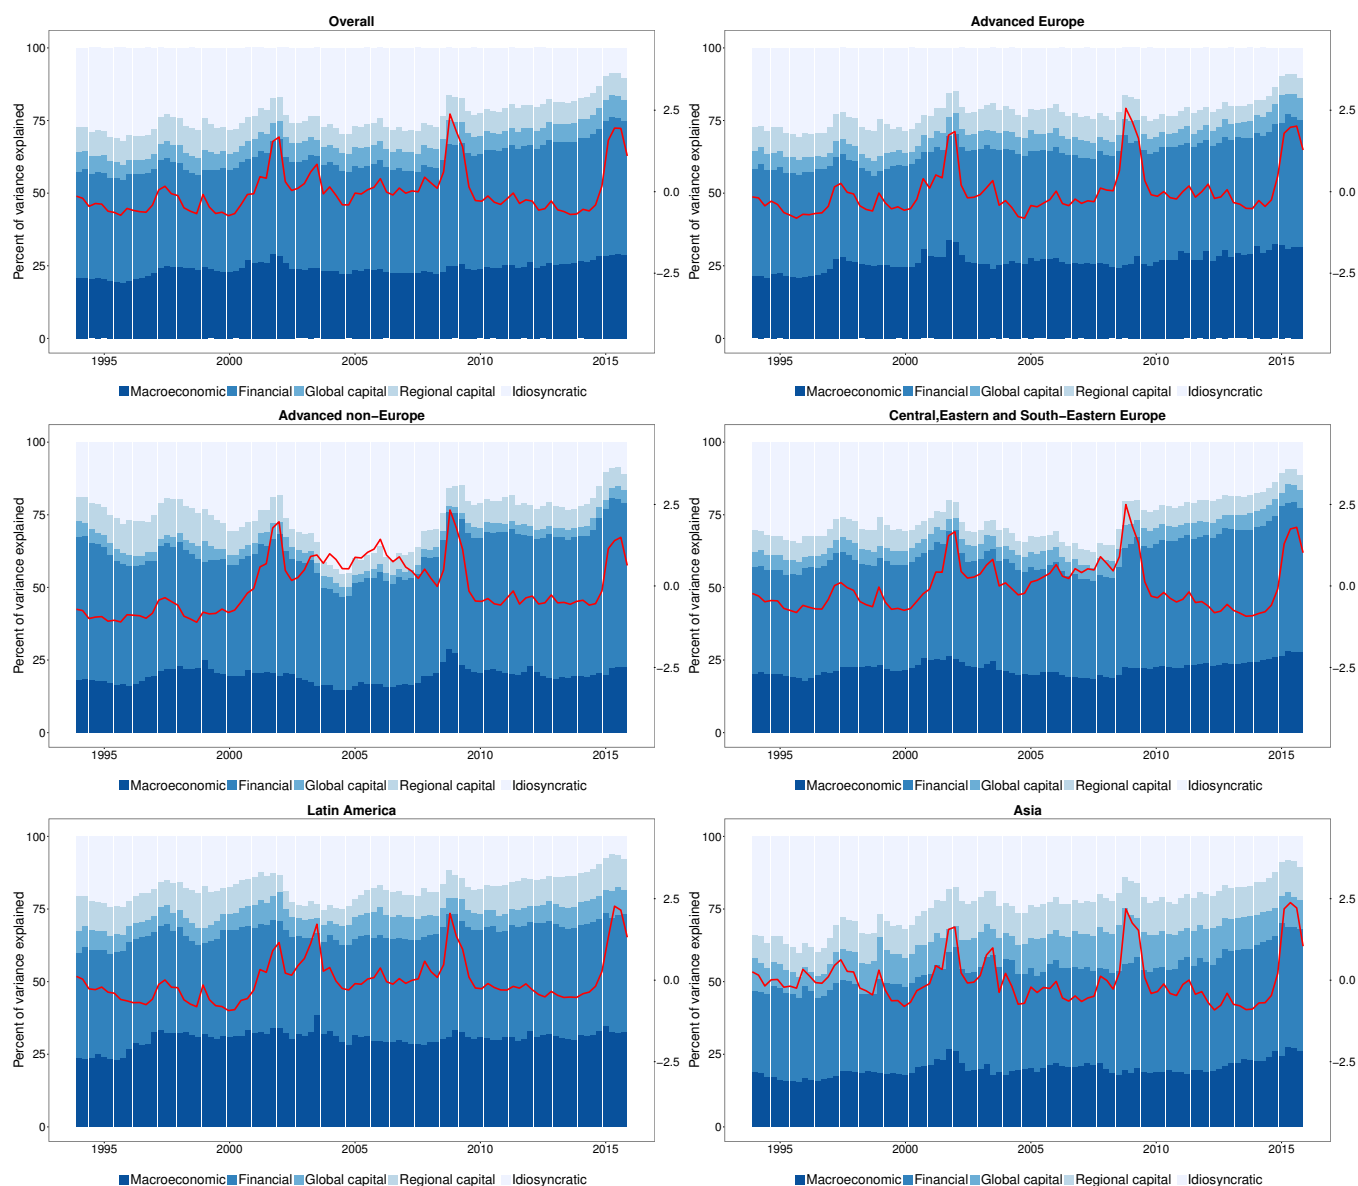 Overall
Percent of variance explained
100
75
50
25
0
2.5
0.0
−2.5
1995 2000 2005 2010 2015
Macroeconomic Financial Global capital Regional capital Idiosyncratic
Advanced Europe
Percent of variance explained
100
75
50
25
0
2.5
0.0
−2.5
1995 2000 2005 2010 2015
Macroeconomic Financial Global capital Regional capital Idiosyncratic
Advanced non−Europe
Percent of variance explained
100
75
50
25
0
2.5
0.0
−2.5
1995 2000 2005 2010 2015
Macroeconomic Financial Global capital Regional capital Idiosyncratic
Central,Eastern and South−Eastern Europe
Percent of variance explained
100
75
50
25
0
2.5
0.0
−2.5
1995 2000 2005 2010 2015
Macroeconomic Financial Global capital Regional capital Idiosyncratic
Latin America
Percent of variance explained
100
75
50
25
0
2.5
0.0
−2.5
1995 2000 2005 2010 2015
Macroeconomic Financial Global capital Regional capital Idiosyncratic
Asia
Percent of variance explained
100
75
50
25
0
2.5
0.0
−2.5
1995 2000 2005 2010 2015
Macroeconomic Financial Global capital Regional capital Idiosyncratic